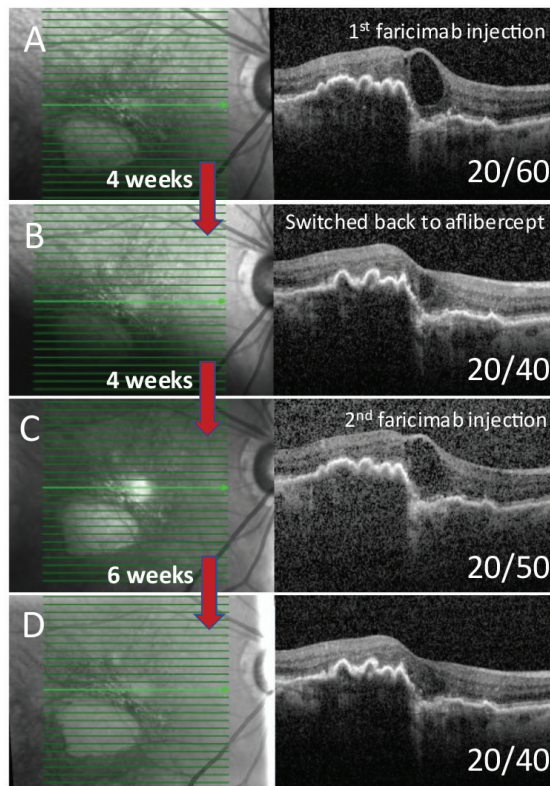 A
1st faricimab injection
20/60
4 weeks
B
Switched back to aflibercept
20/40
4 weeks
C
2nd faricimab injection
20/50
6 weeks
D
20/40